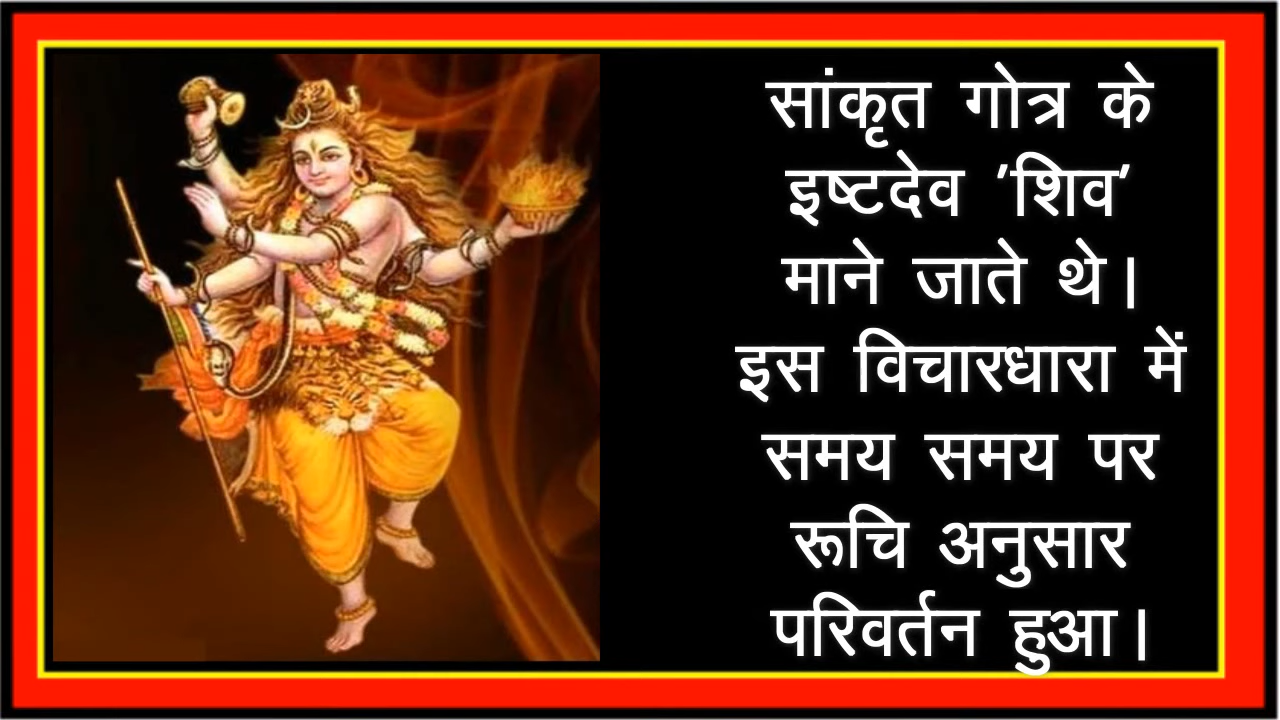 सांकृत गोत्र के
इष्टदेव 'शिव'
माने जाते थे।
इस विचारधारा में
समय समय पर
रूचि अनुसार
परिवर्तन हुआ।